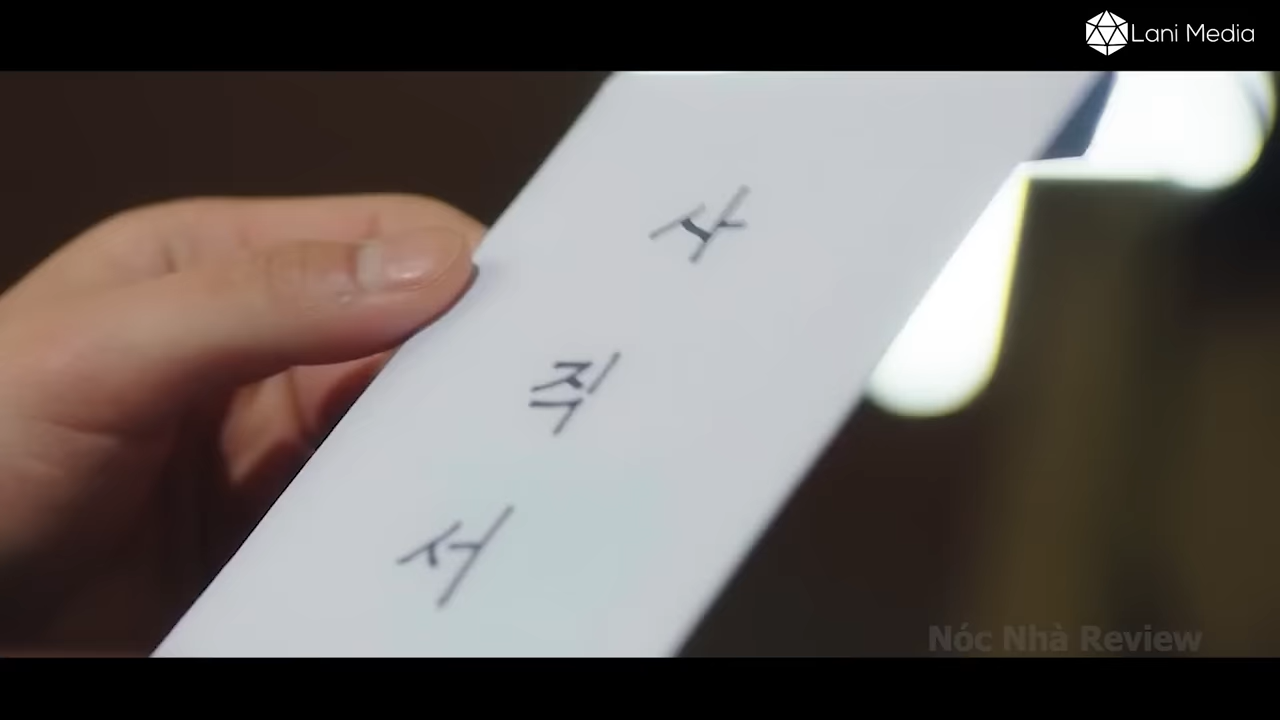 Lani Media
사
직
서
Nóc Nhà Review